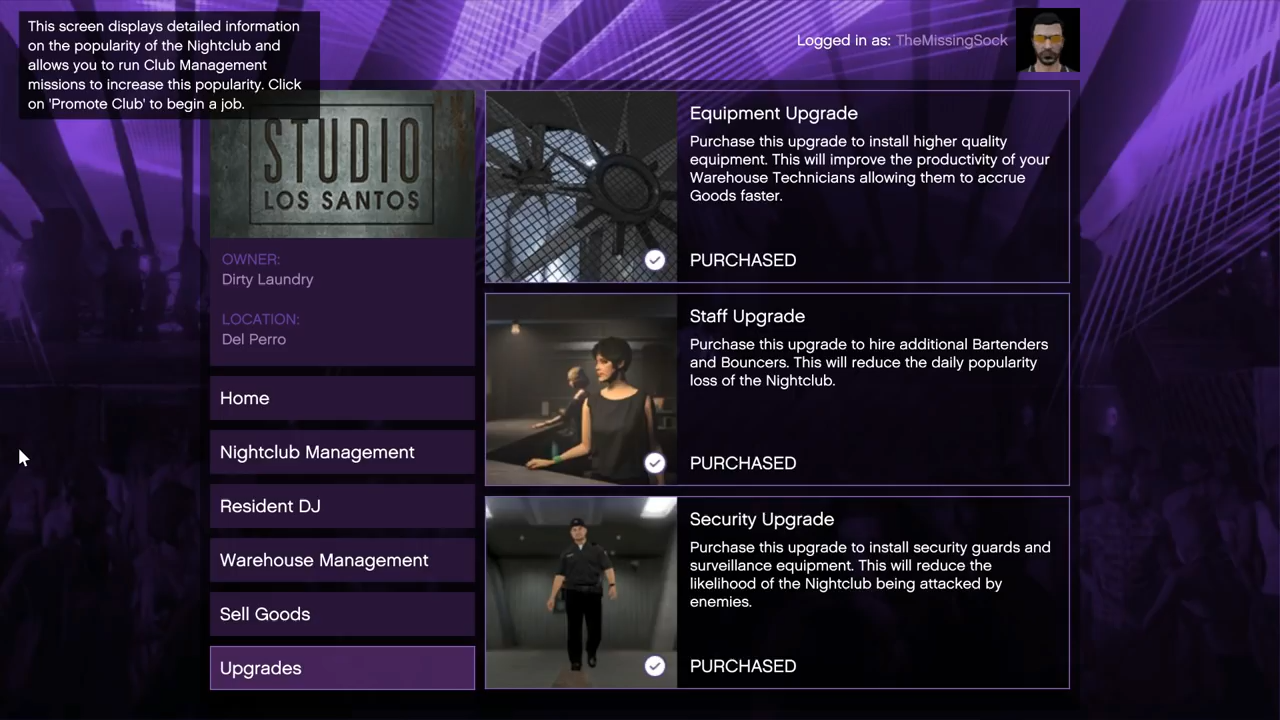 This screen displays detailed information
on the popularity of the Nightclub and
allows you to run Club Management
missions to increase this popularity. Click
on 'Promote Club' to begin a job.
Logged in as: TheMissingSock
STUDIO
LOS SANTOS
OWNER:
Dirty Laundry
LOCATION:
Del Perro
Home
Nightclub Management
Resident DJ
Warehouse Management
Sell Goods
Upgrades
Equipment Upgrade
Purchase this upgrade to install higher quality
equipment. This will improve the productivity of your
Warehouse Technicians allowing them to accrue
Goods faster.
PURCHASED
Staff Upgrade
Purchase this upgrade to hire additional Bartenders
and Bouncers. This will reduce the daily popularity
loss of the Nightclub.
PURCHASED
Security Upgrade
Purchase this upgrade to install security guards and
surveillance equipment. This will reduce the
likelihood of the Nightclub being attacked by
enemies.
PURCHASED